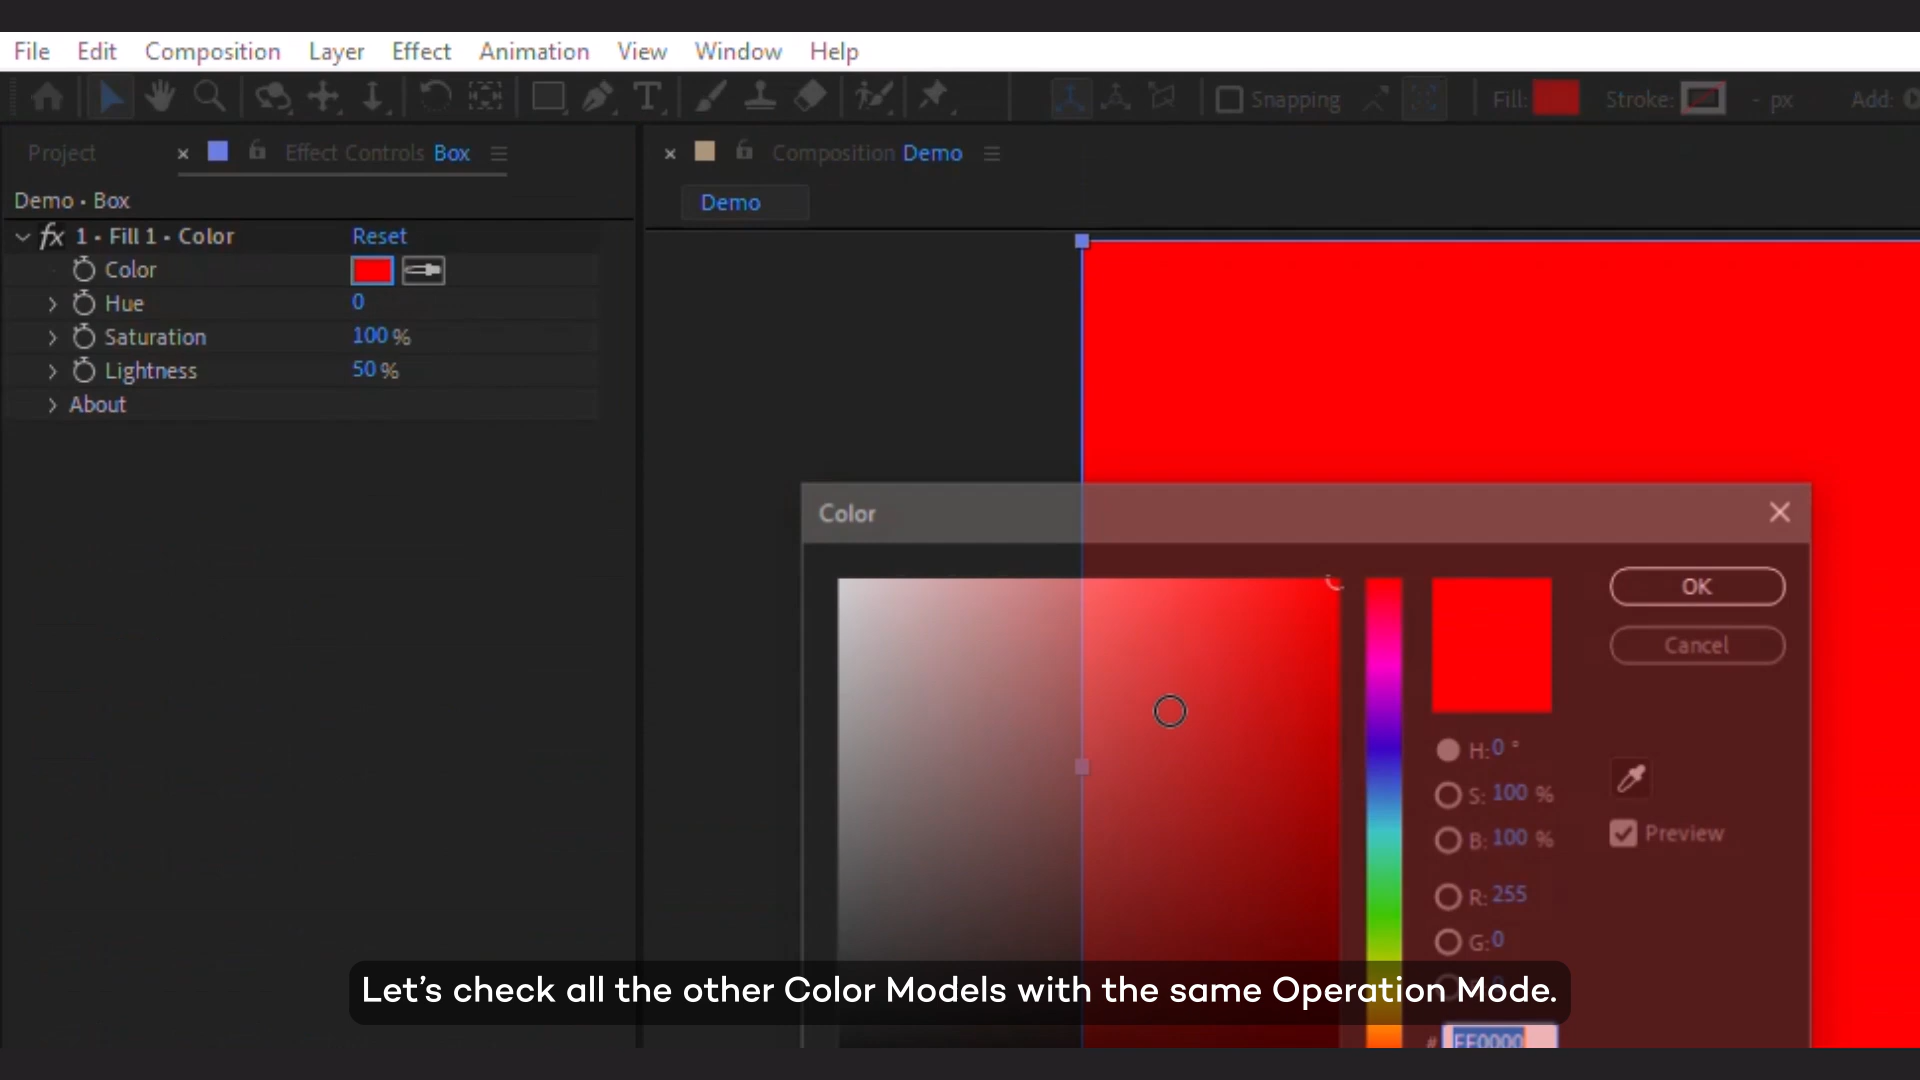 File Edit Composition Layer Effect Animation View Window Help
Snapping Fill: Stroke: - px Add:
Project × Effect Controls Box × Composition Demo
Demo • Box
Demo
fx 1 - Fill 1 - Color Reset
Color
Hue 0
Saturation 100 %
Lightness 50 %
About
Color
OK
Cancel
H: 0 °
S: 100 %
B: 100 %
Preview
R: 255
G: 0
Let’s check all the other Color Models with the same Operation Mode.
# FF0000